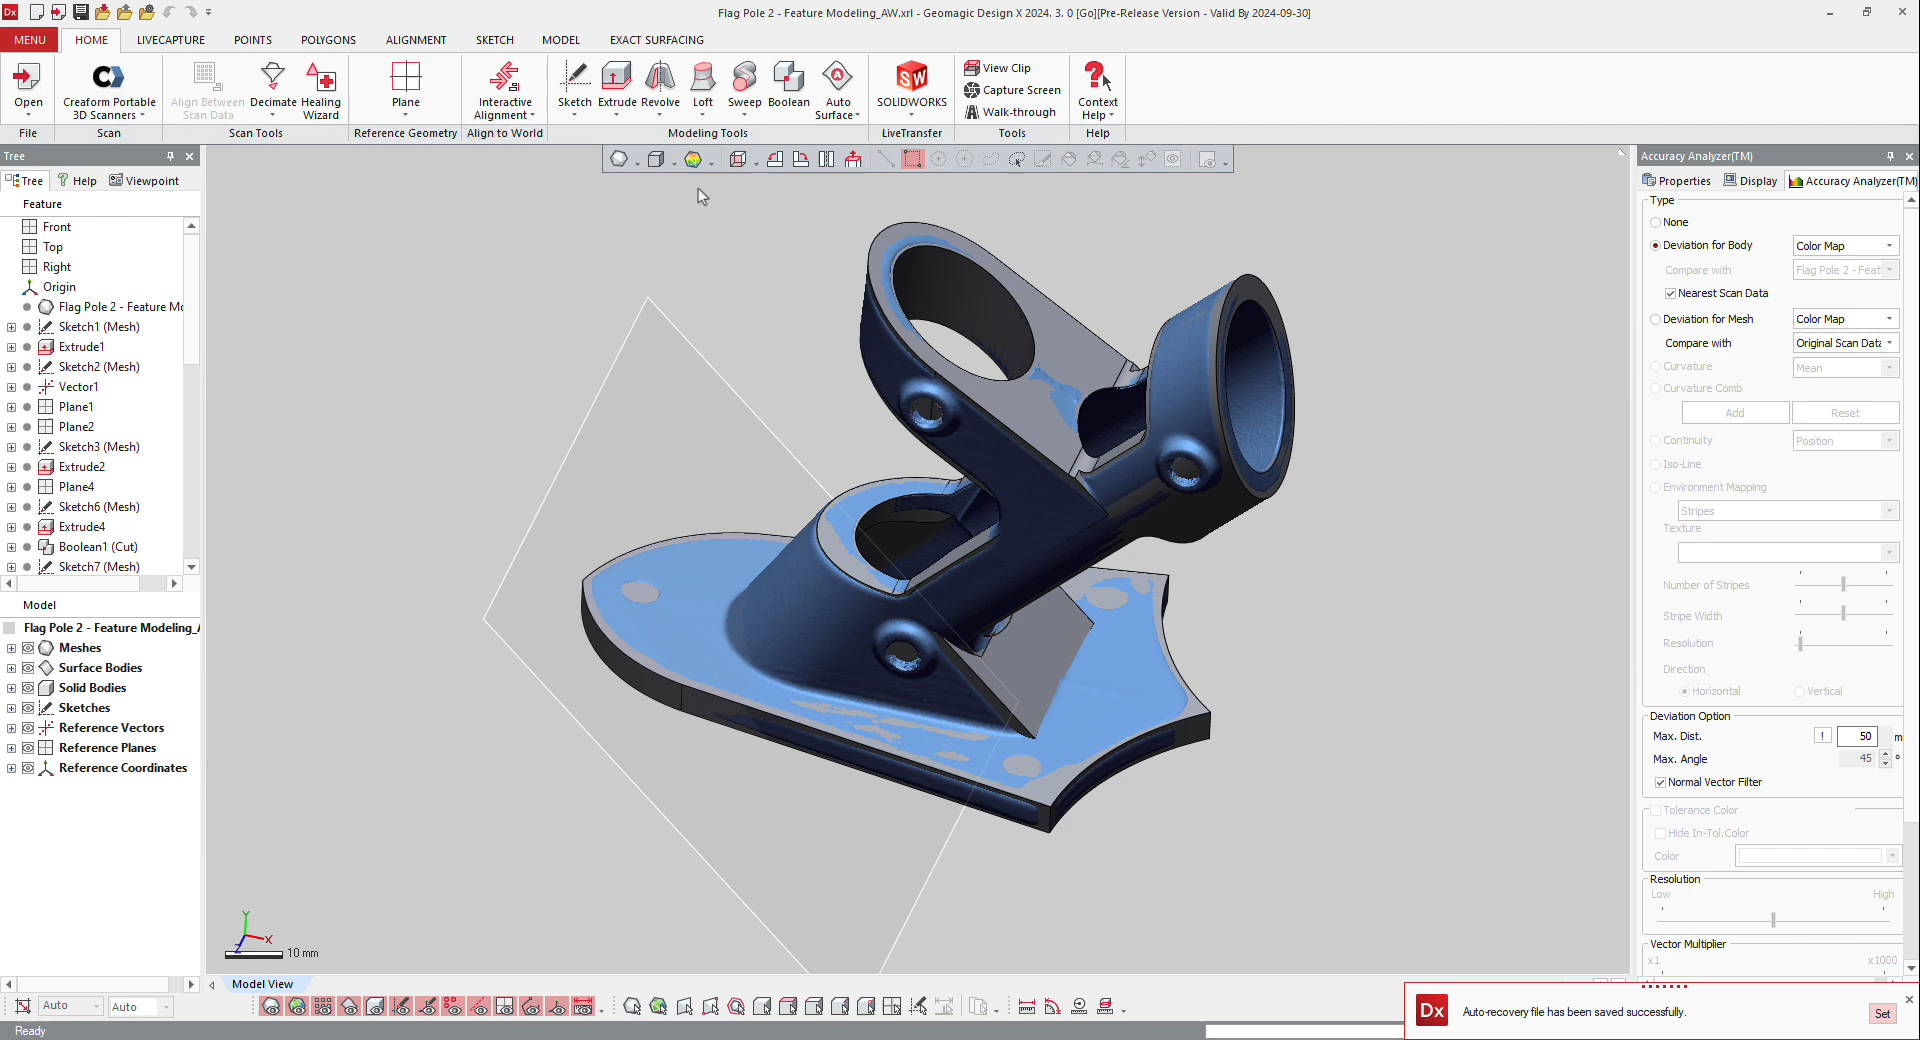 Flag Pole 2 - Feature Modeling_AW.xrl - Geomagic Design X 2024. 3. 0 [Go][Pre-Release Version - Valid By 2024-09-30]
MENU HOME LIVECAPTURE POINTS POLYGONS ALIGNMENT SKETCH MODEL EXACT SURFACING
Open
Creaform Portable
3D Scanners
Align Between
Scan Data
Decimate
Healing
Wizard
Plane
Interactive
Alignment
Sketch
Extrude
Revolve
Loft
Sweep
Boolean
Auto
Surface
SOLIDWORKS
View Clip
Capture Screen
Walk-through
Context
Help
File Scan Scan Tools Reference Geometry Align to World Modeling Tools LiveTransfer Tools Help
Tree
Tree Help Viewpoint
Feature
Front
Top
Right
Origin
Flag Pole 2 - Feature Mo
Sketch1 (Mesh)
Extrude1
Sketch2 (Mesh)
Vector1
Plane1
Plane2
Sketch3 (Mesh)
Extrude2
Plane4
Sketch6 (Mesh)
Extrude4
Boolean1 (Cut)
Sketch7 (Mesh)
Model
Flag Pole 2 - Feature Modeling_A
Meshes
Surface Bodies
Solid Bodies
Sketches
Reference Vectors
Reference Planes
Reference Coordinates
Y
X
Z
10 mm
Model View
Auto Auto
Ready
Accuracy Analyzer(TM)
Properties Display Accuracy Analyzer(TM)
Type
None
Deviation for Body Color Map
Compare with Flag Pole 2 - Feat
Nearest Scan Data
Deviation for Mesh Color Map
Compare with Original Scan Data
Curvature Mean
Curvature Comb
Add Reset
Continuity Position
Iso-Line
Environment Mapping
Stripes
Texture
Number of Stripes
Stripe Width
Resolution
Direction
Horizontal Vertical
Deviation Option
Max. Dist. ! 50 m
Max. Angle 45 °
Normal Vector Filter
Tolerance Color
Hide In-Tol.Color
Color
Resolution
Low High
Vector Multiplier
x1 x1000
Dx Auto-recovery file has been saved successfully. Set